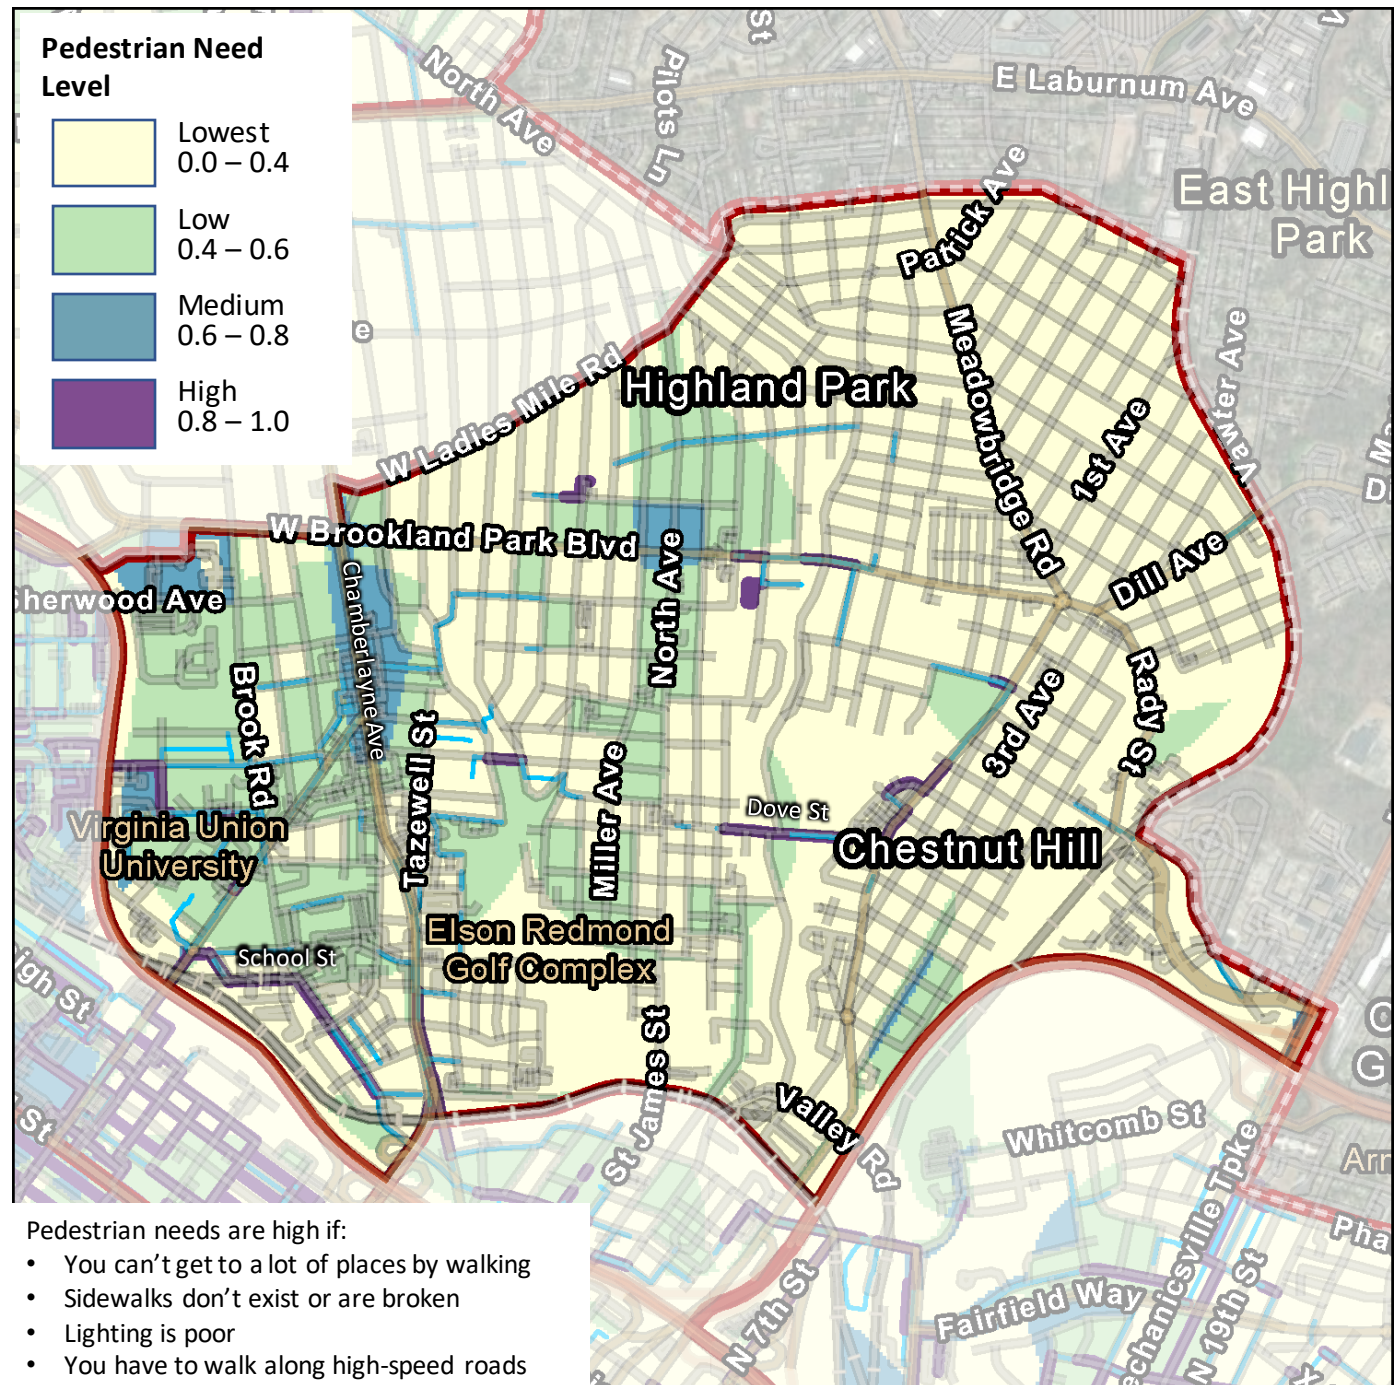 Pedestrian Need
Level
Lowest
0.0 – 0.4
Low
0.4 – 0.6
Medium
0.6 – 0.8
High
0.8 – 1.0
St
North Ave
Pilots Ln
E Laburnum Ave
Patrick Ave
East Highl
Park
W Ladies Mile Rd
Highland Park
Meadowbridge Rd
1st Ave
Vawter Ave
W Brookland Park Blvd
Sherwood Ave
Chamberlayne Ave
North Ave
Dill Ave
Brook Rd
Tazewell St
Miller Ave
3rd Ave
Rady St
Dove St
Chestnut Hill
Virginia Union
University
Elson Redmond
Golf Complex
School St
eigh St
St
St James St
Valley Rd
Whitcomb St
Mechanicsville Tpke
N 7th St
Fairfield Way
N 19th St
Pha
Pedestrian needs are high if:
• You can’t get to a lot of places by walking
• Sidewalks don’t exist or are broken
• Lighting is poor
• You have to walk along high-speed roads